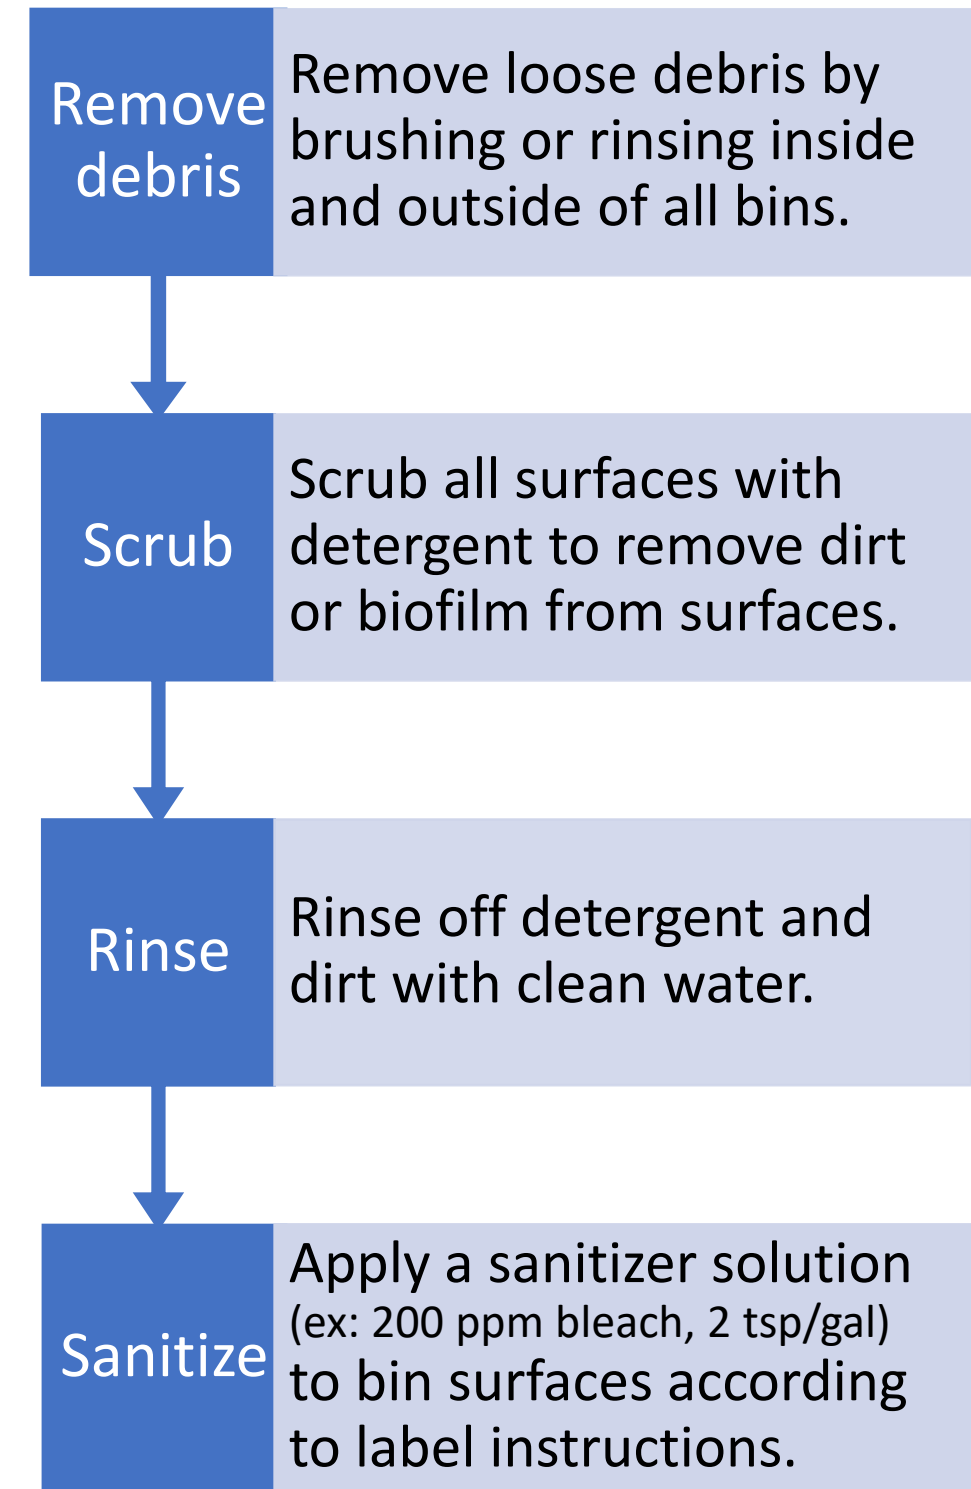 Remove
debris
Remove loose debris by
brushing or rinsing inside
and outside of all bins.
Scrub
Scrub all surfaces with
detergent to remove dirt
or biofilm from surfaces.
Rinse
Rinse off detergent and
dirt with clean water.
Sanitize
Apply a sanitizer solution
(ex: 200 ppm bleach, 2 tsp/gal)
to bin surfaces according
to label instructions.